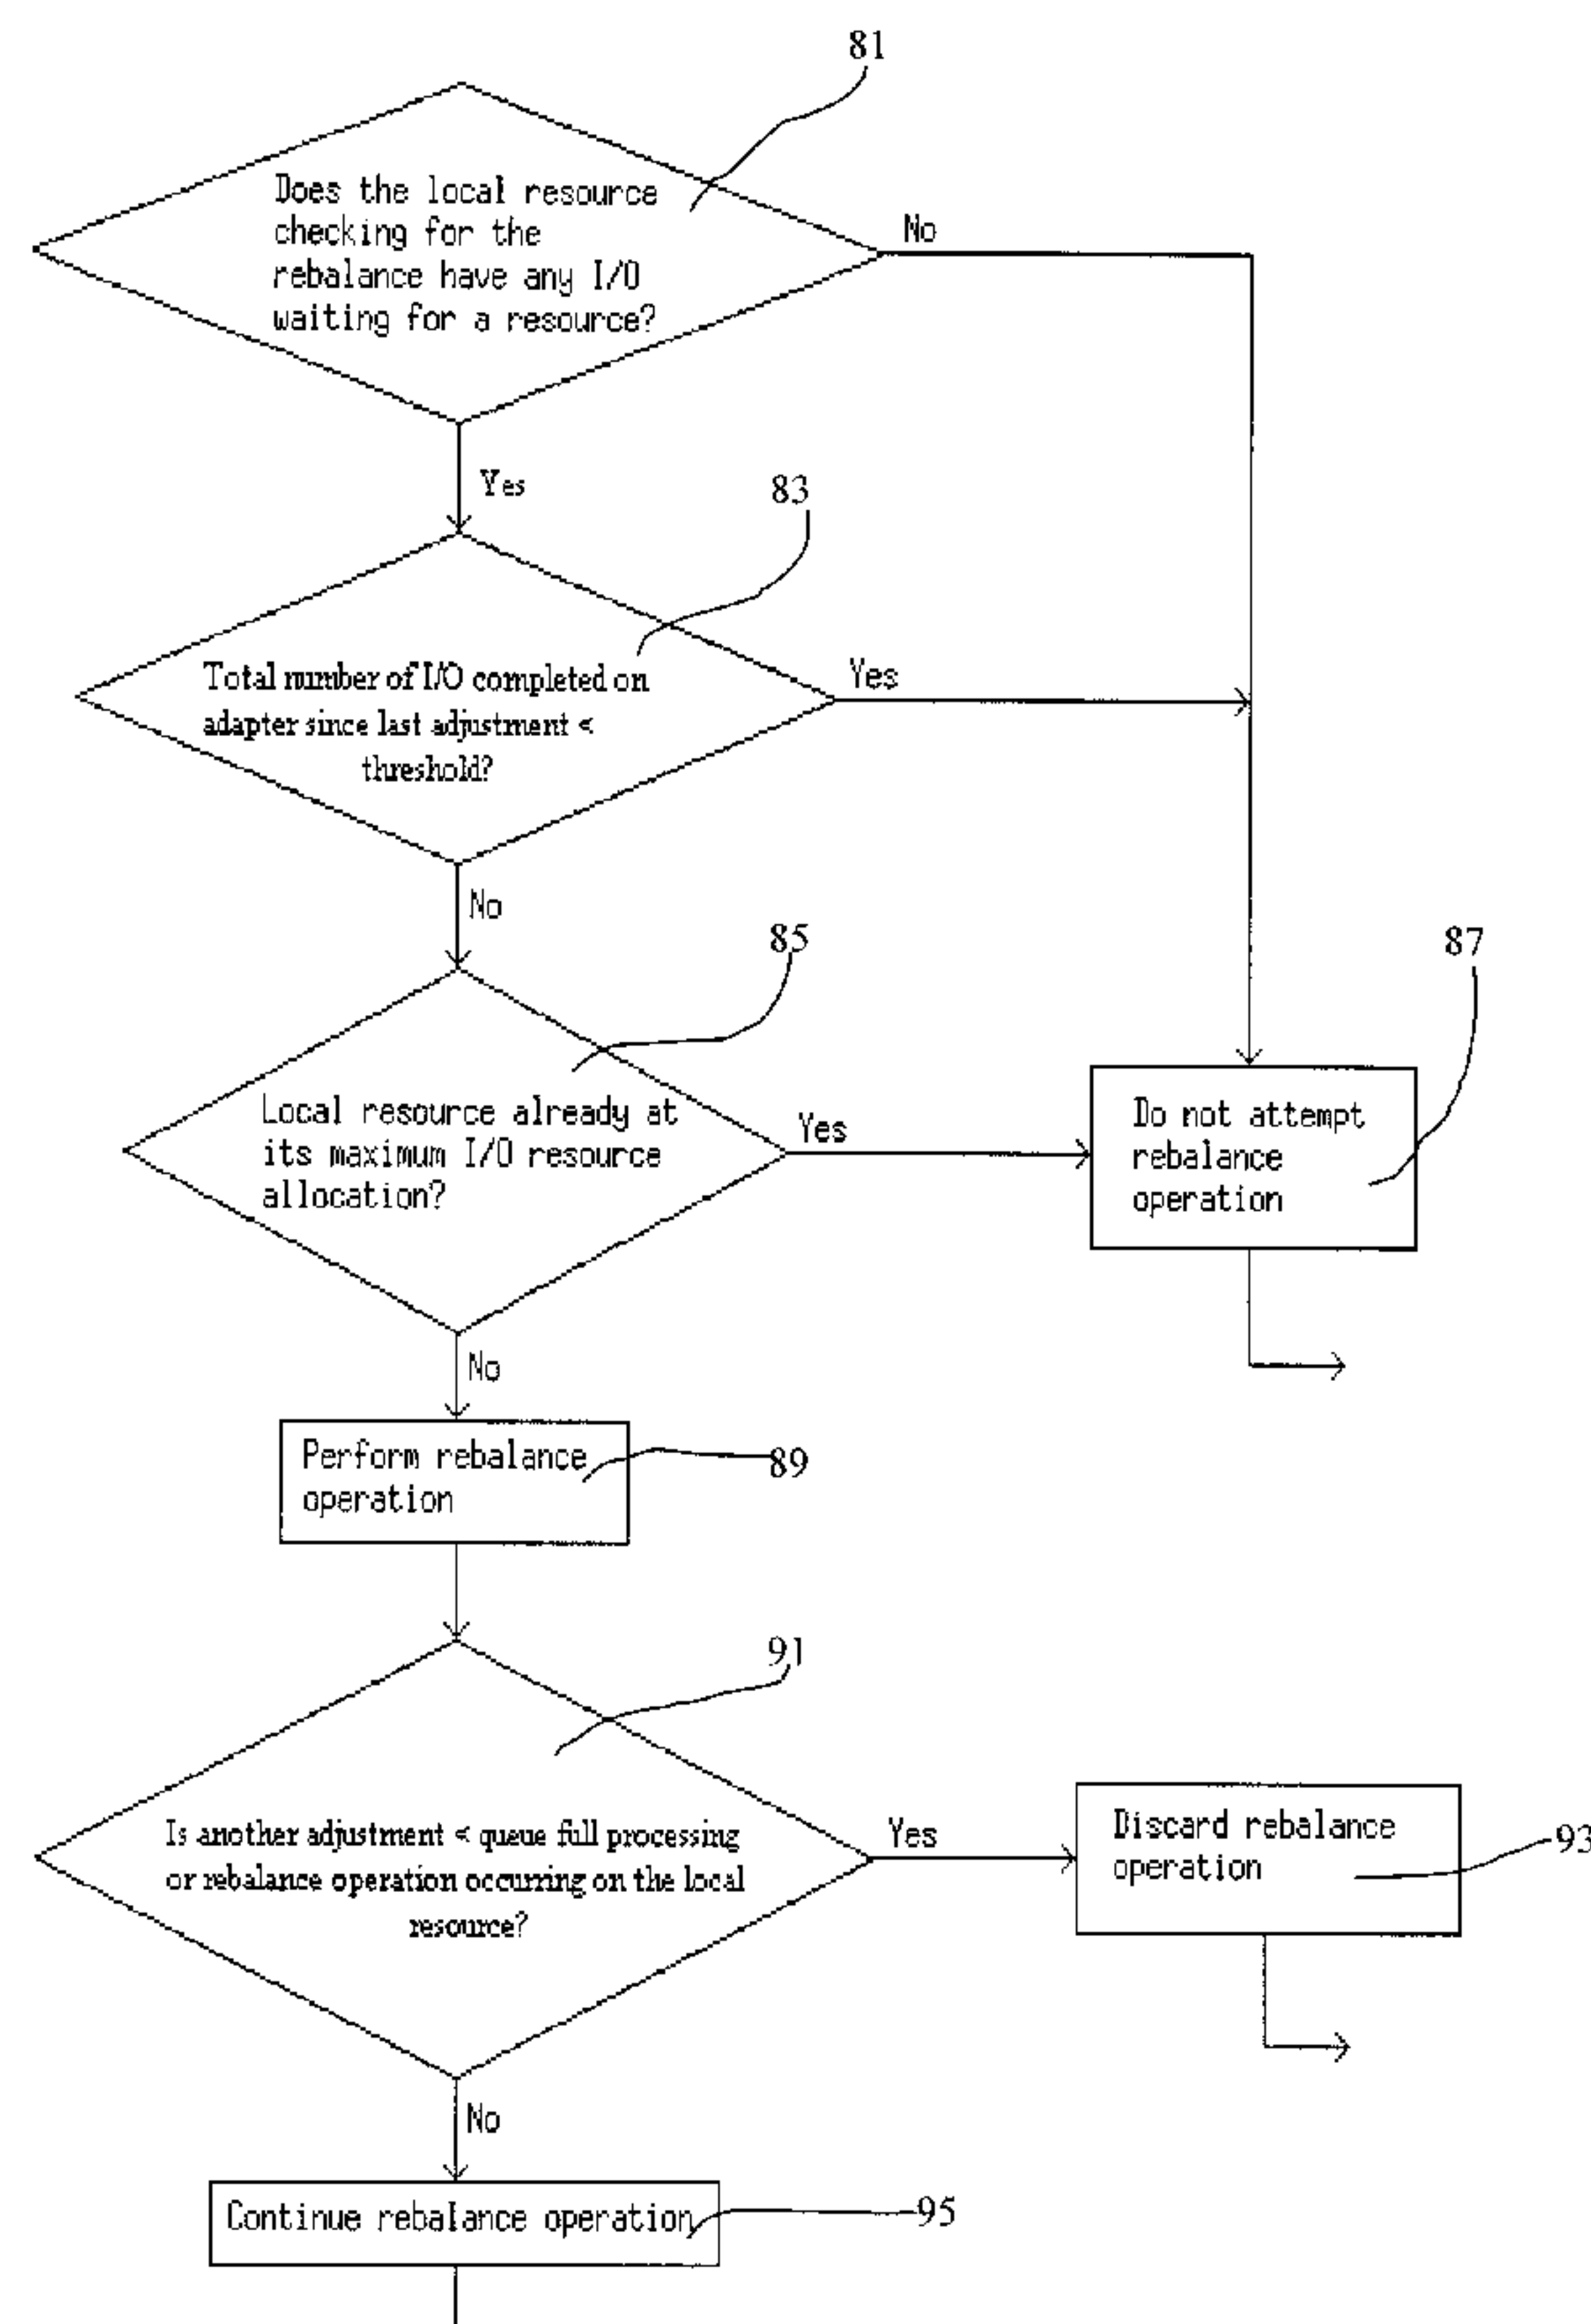 81
Does the local resource
checking for the
rebalance have any I/O
waiting for a resource?
No
Yes
83
Total number of I/O completed on
adapter since last adjustment <
threshold?
Yes
No
85
87
Local resource already at
its maximum I/O resource
allocation?
Yes
Do not attempt
rebalance
operation
No
Perform rebalance
operation
89
91
Is another adjustment < queue full processing
or rebalance operation occurring on the local
resource?
Yes
Discard rebalance
operation
93
No
Continue rebalance operation
95